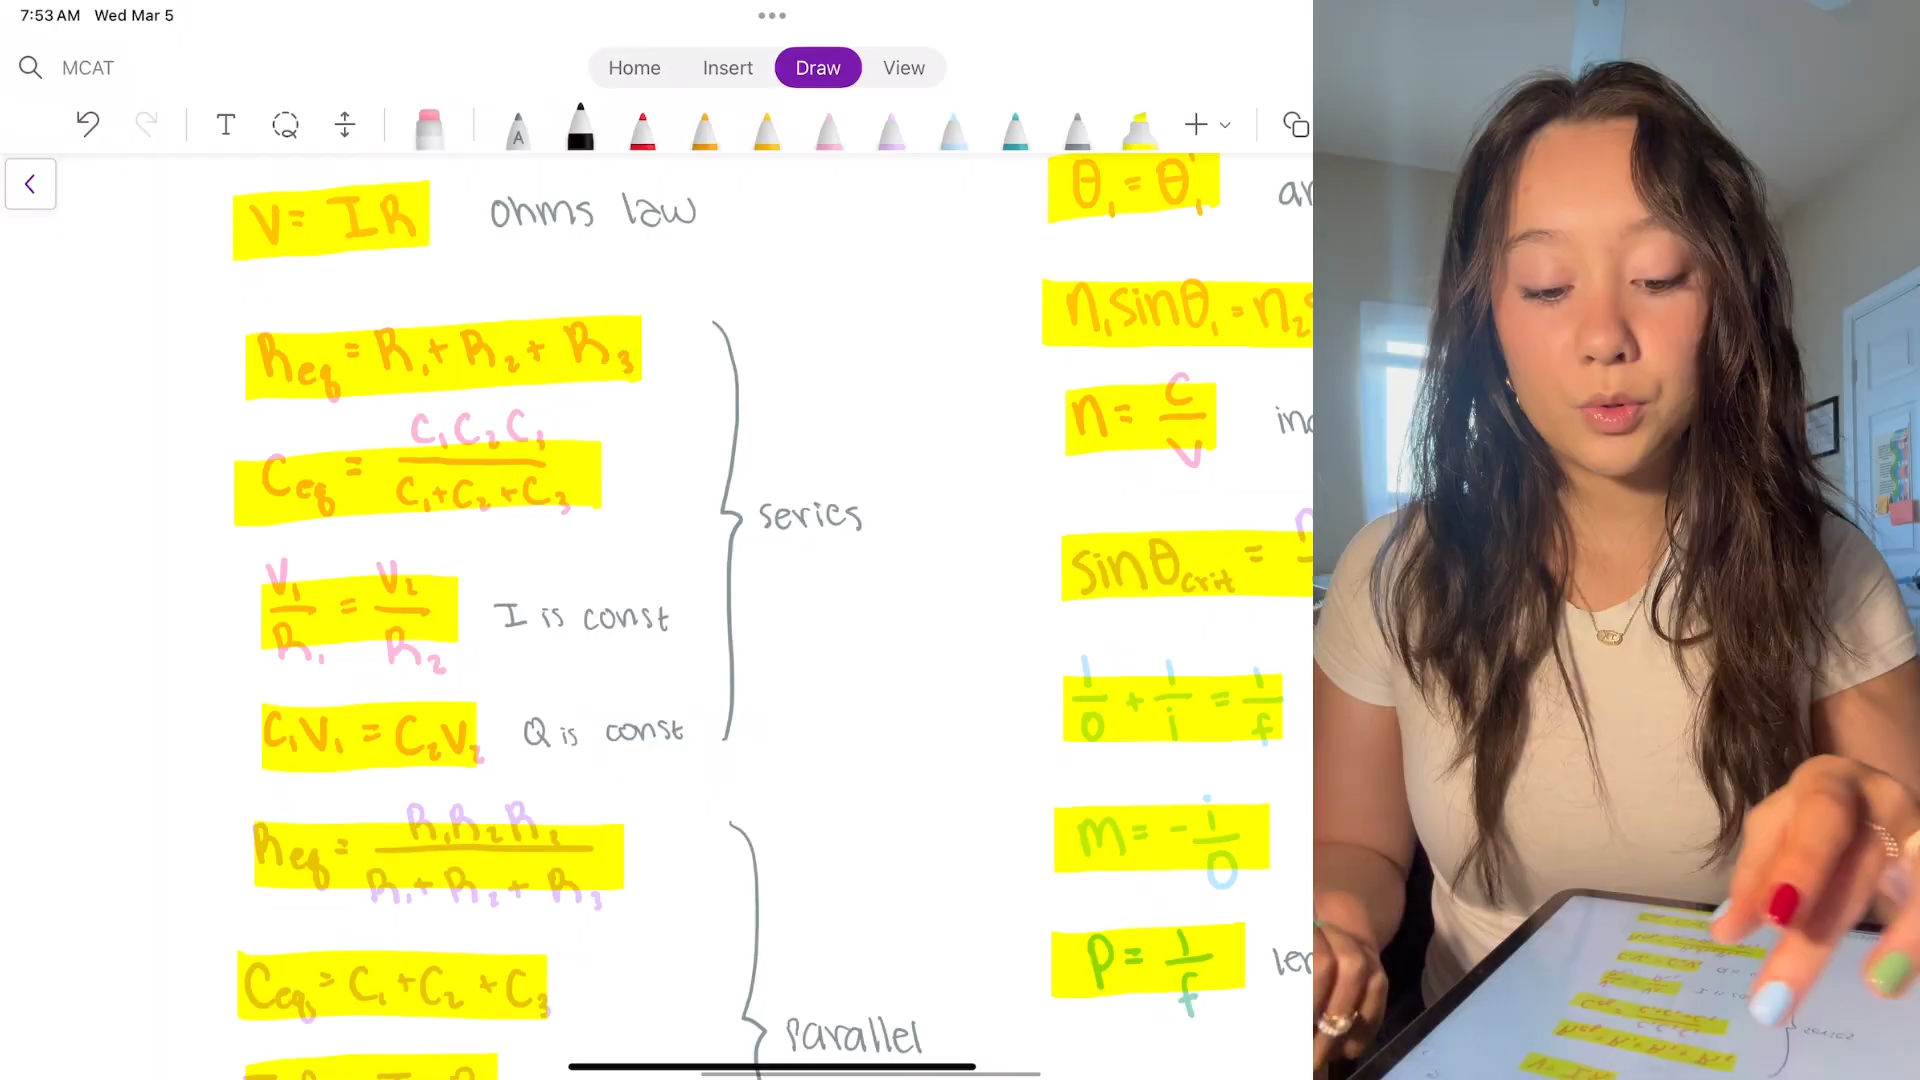 7:53 AM Wed Mar 5
MCAT
Home Insert Draw View
T
A
V = IR ohms law
Req = R₁ + R₂ + R₃
Ceq = C₁C₂C₁ / C₁+C₂+C₃
series
V₁/R₁ = V₂/R₂ I is const
C₁V₁ = C₂V₂ Q is const
Req = R₁R₂R₂ / R₁ + R₂ + R₃
Ceq = C₁ + C₂ + C₃
parallel
θ₁ = θ₁'
n₁sinθ₁ = n₂
n = c/v
sinθcrit =
1/o + 1/i = 1/f
m = - i/o
P = 1/f